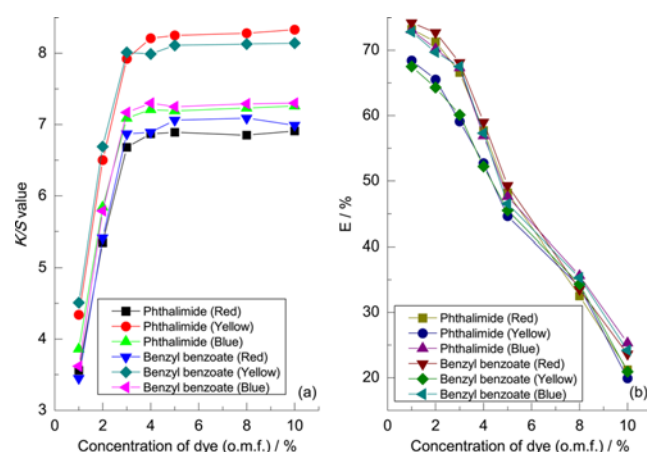 K/S value
8
7
6
5
4
3
0 2 4 6 8 10
Concentration of dye (o.m.f.) / %
Phthalimide (Red)
Phthalimide (Yellow)
Phthalimide (Blue)
Benzyl benzoate (Red)
Benzyl benzoate (Yellow)
Benzyl benzoate (Blue)
(a)
E / %
70
60
50
40
30
20
0 2 4 6 8 10
Concentration of dye (o.m.f.) / %
Phthalimide (Red)
Phthalimide (Yellow)
Phthalimide (Blue)
Benzyl benzoate (Red)
Benzyl benzoate (Yellow)
Benzyl benzoate (Blue)
(b)